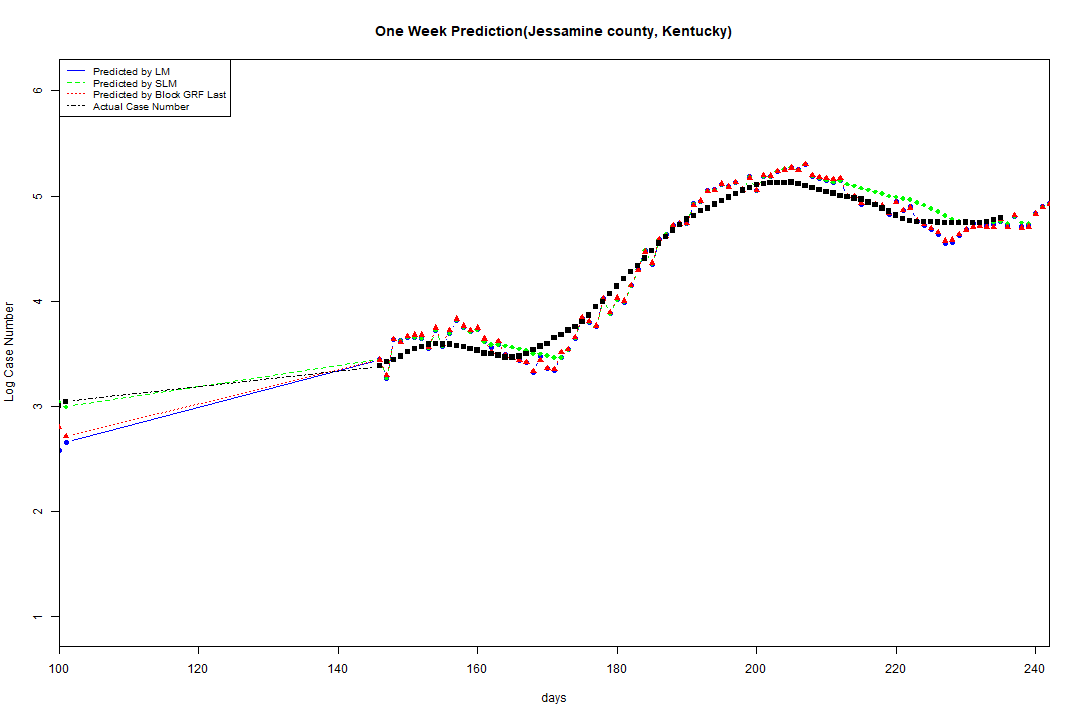 One Week Prediction(Jessamine county, Kentucky)
Predicted by LM
Predicted by SLM
Predicted by Block GRF Last
Actual Case Number
6
5
4
3
2
1
Log Case Number
100 120 140 160 180 200 220 240
days